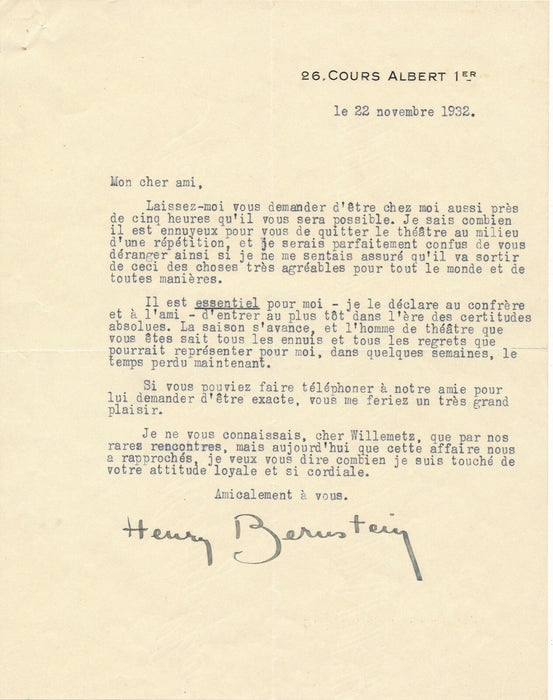 26, COURS ALBERT 1ER
le 22 novembre 1932.
Mon cher ami,
Laissez-moi vous demander d'être chez moi aussi près
de cinq heures qu'il vous sera possible. Je sais combien
il est ennuyeux pour vous de quitter le théâtre au milieu
d'une répétition, et je serais parfaitement confus de vous
déranger ainsi si je ne me sentais assuré qu'il va sortir
de ceci des choses très agréables pour tout le monde et de
toutes manières.
Il est essentiel pour moi - je le déclare au confrère
et à l'ami - d'entrer au plus tôt dans l'ère des certitudes
absolues. La saison s'avance, et l'homme de théâtre que
vous êtes sait tous les ennuis et tous les regrets que
pourrait représenter pour moi, dans quelques semaines, le
temps perdu maintenant.
Si vous pouviez faire téléphoner à notre amie pour
lui demander d'être exacte, vous me feriez un très grand
plaisir.
Je ne vous connaissais, cher Willemetz, que par nos
rares rencontres, mais aujourd'hui que cette affaire nous
a rapprochés, je veux vous dire combien je suis touché de
votre attitude loyale et si cordiale.
Amicalement à vous.
Henry Bernstein